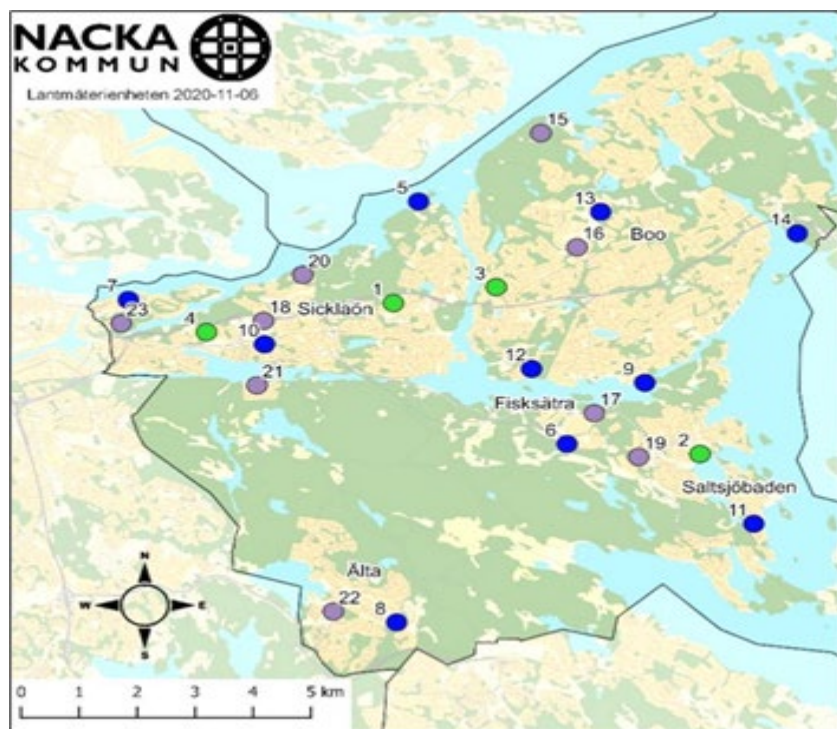 NACKA
KOMMUN
Lantmäterienheten 2020-11-06
15
5
13
14
16
Boo
20
3
1
7
18
Sicklaön
23
4
10
12
9
21
Fisksätra
17
6
19
2
Saltsjöbaden
11
N
W E
S
Älta
22
8
0 1 2 3 4 5 km